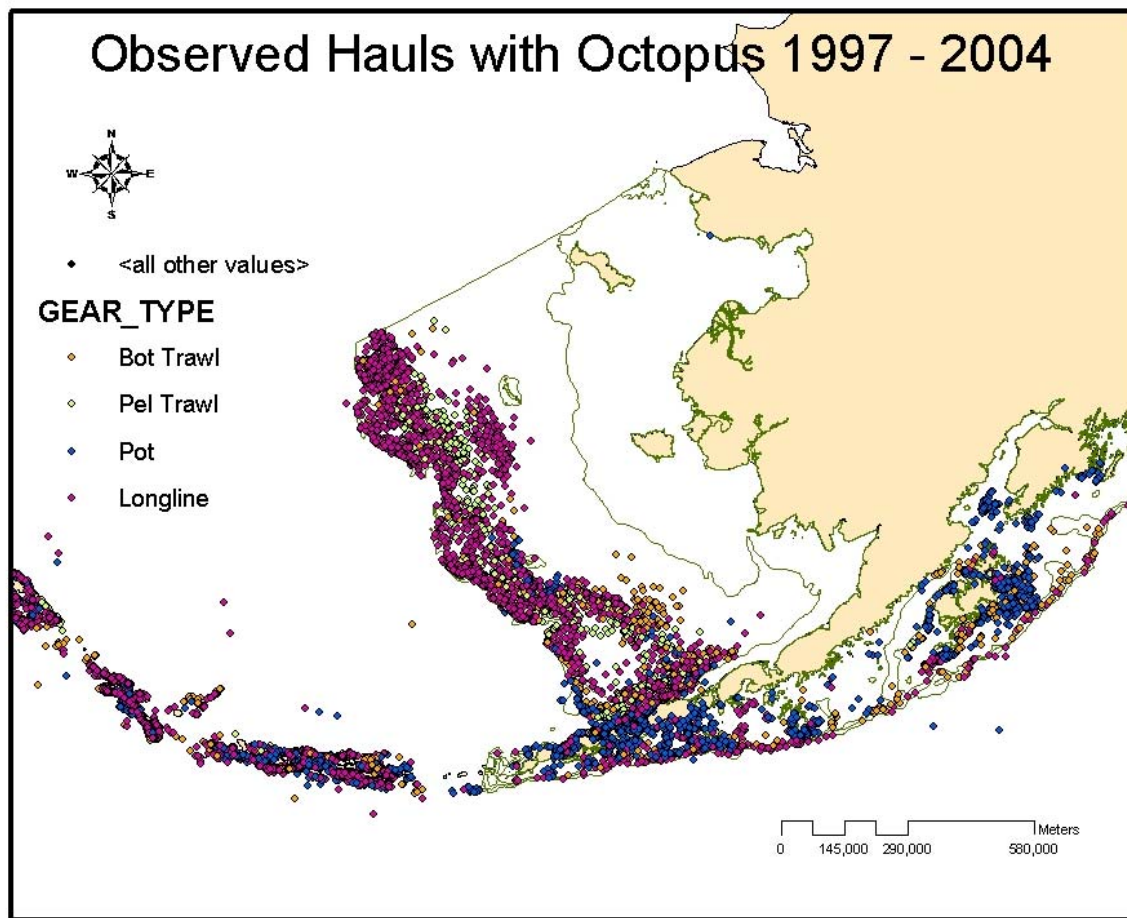 Observed Hauls with Octopus 1997 - 2004
N
W E
S
<all other values>
GEAR_TYPE
Bot Trawl
Pel Trawl
Pot
Longline
Meters
0 145,000 290,000 580,000